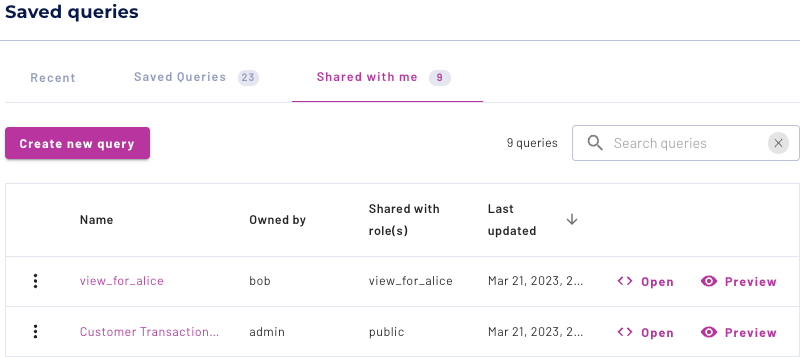 Saved queries
Recent
Saved Queries 23
Shared with me 9
Create new query
9 queries
Search queries
Name
Owned by
Shared with
role(s)
Last
updated
view_for_alice bob view_for_alice Mar 21, 2023, 2... Open Preview
Customer Transaction... admin public Mar 21, 2023, 2... Open Preview